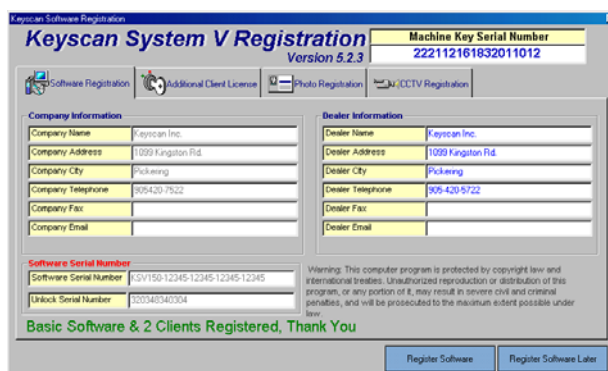 Keyscan Software Registration
Keyscan System V Registration
Version 5.2.3
Machine Key Serial Number
222112161832011012
Software Registration
Additional Client License
Photo Registration
CCTV Registration
Company Information
Company Name Keyscan Inc.
Company Address 1099 Kingston Rd.
Company City Pickering
Company Telephone 905420-7522
Company Fax
Company Email
Dealer Information
Dealer Name Keyscan Inc.
Dealer Address 1099 Kingston Rd.
Dealer City Pickering
Dealer Telephone 905-420-5722
Dealer Fax
Dealer Email
Software Serial Number
Software Serial Number KSV150-12345-12345-12345-12345
Unlock Serial Number 320348340304
Warning: This computer program is protected by copyright law and
international treaties. Unauthorized reproduction or distribution of this
program, or any portion of it, may result in severe civil and criminal
penalties, and will be prosecuted to the maximum extent possible under
law.
Basic Software & 2 Clients Registered, Thank You
Register Software
Register Software Later